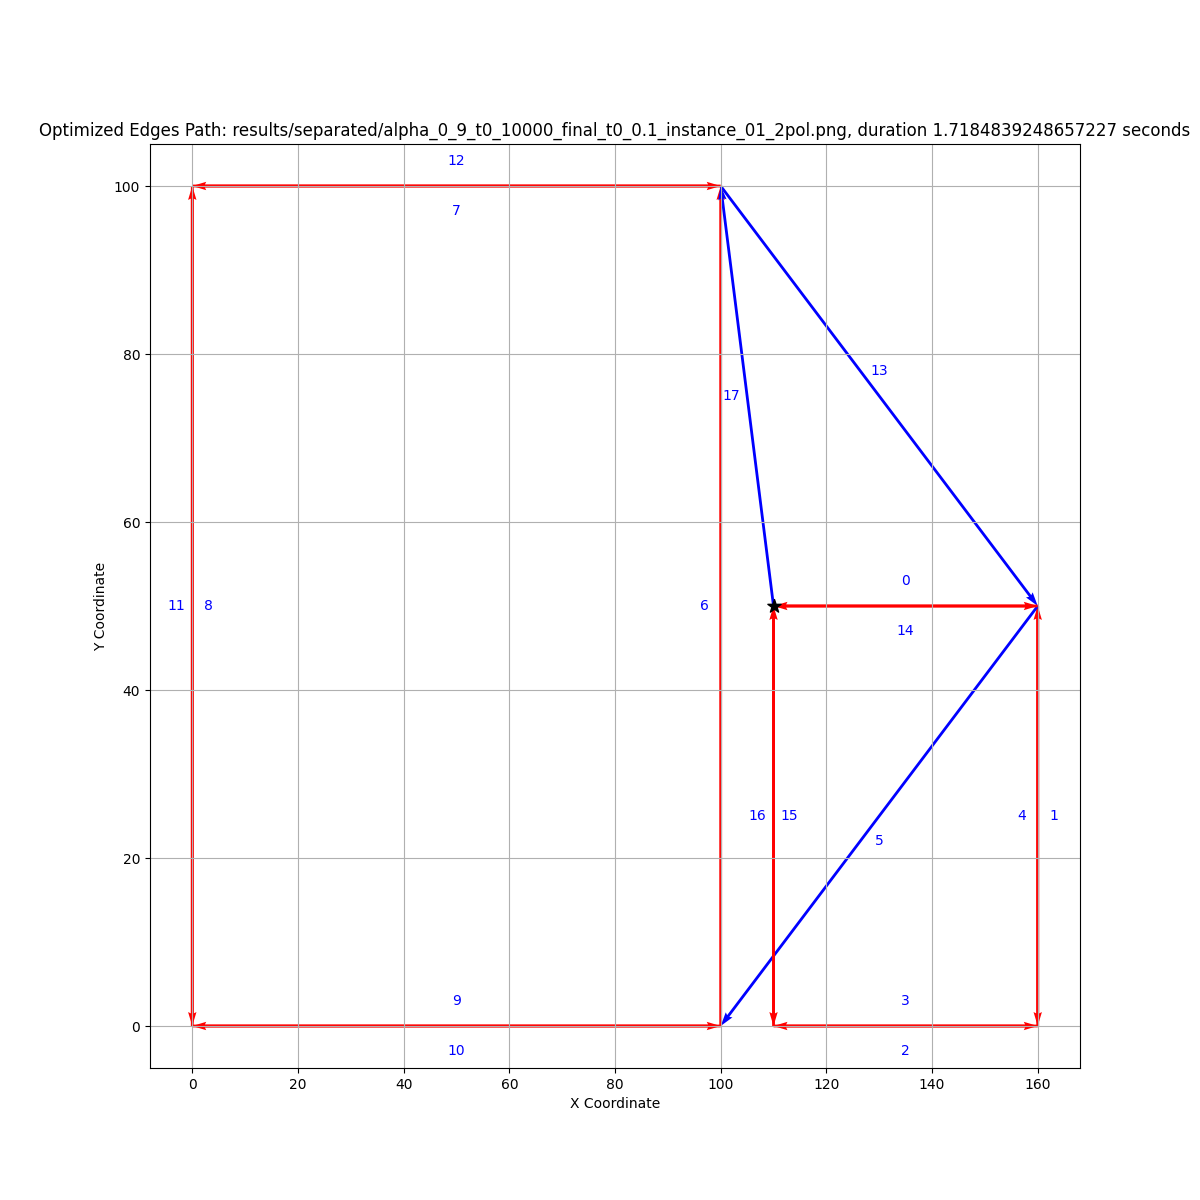 Optimized Edges Path: results/separated/alpha_0_9_t0_10000_final_t0_0.1_instance_01_2pol.png, duration 1.7184839248657227 seconds
12
100
7
80
13
17
60
0
11 8 6
14
Y Coordinate
40
16 15 4 1
5
20
9 3
0
10 2
0 20 40 60 80 100 120 140 160
X Coordinate